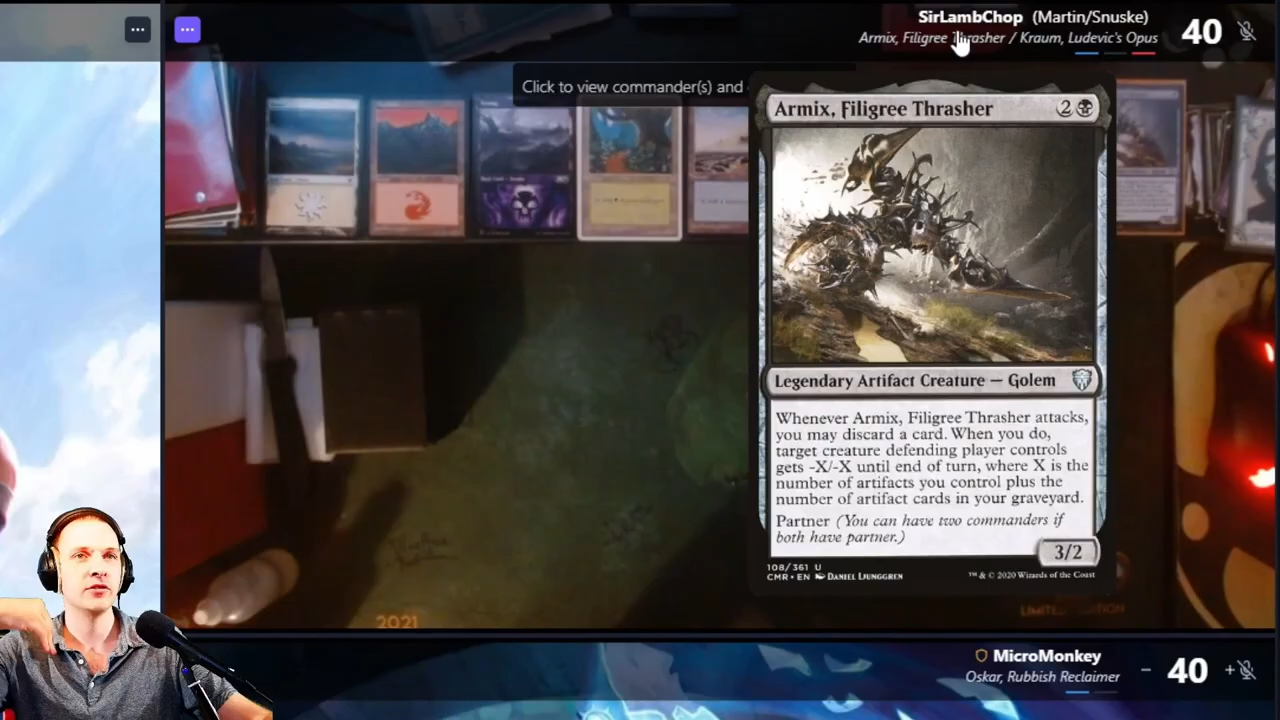 SirLambChop (Martin/Snuske)
Armix, Filigree Thrasher / Kraum, Ludevic's Opus
40
Click to view commander(s) and
Armix, Filigree Thrasher 2
Legendary Artifact Creature — Golem
Whenever Armix, Filigree Thrasher attacks,
you may discard a card. When you do,
target creature defending player controls
gets -X/-X until end of turn, where X is the
number of artifacts you control plus the
number of artifact cards in your graveyard.
Partner (You can have two commanders if
both have partner.)
3/2
108/361 U
CMR • EN DANIEL LJUNGGREN
™ & © 2020 Wizards of the Coast
2021
LIMITED EDITION
MicroMonkey
Oskar, Rubbish Reclaimer
- 40 +